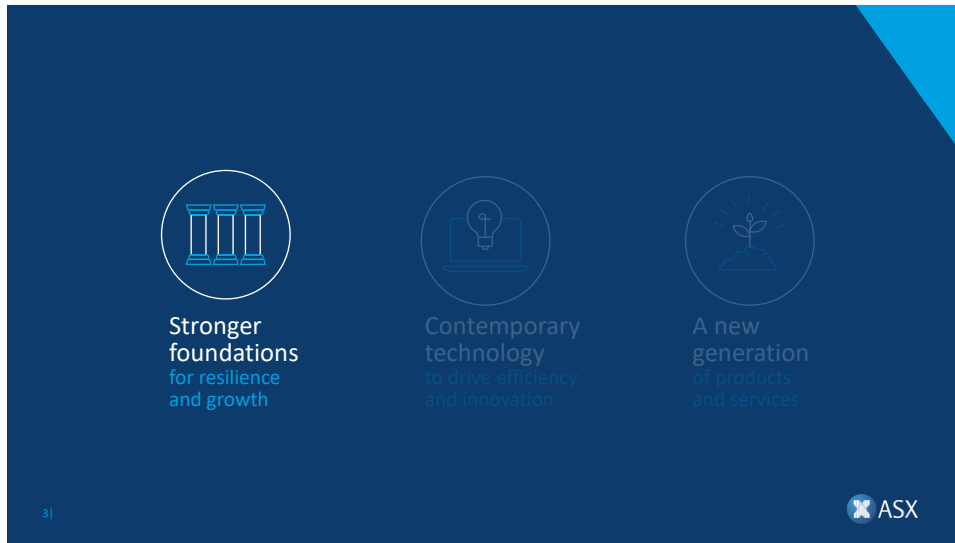 Stronger
foundations
for resilience
and growth
Contemporary
technology
to drive efficiency
and innovation
A new
generation
of products
and services
3|
ASX